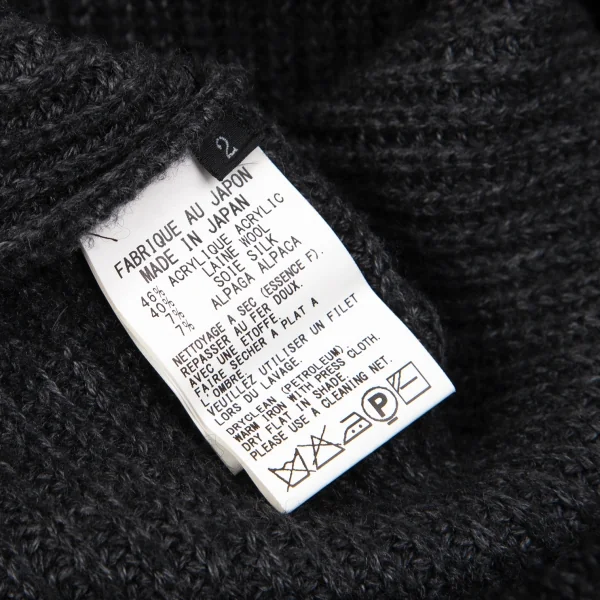 2
FABRIQUE AU JAPON
MADE IN JAPAN
46% ACRYLIQUE ACRYLIC
40% LAINE WOOL
7% SOIE SILK
7% ALPAGA ALPACA
NETTOYAGE A SEC (ESSENCE F).
REPASSER AU FER DOUX.
AVEC UNE ETOFFE.
FAIRE SECHER A PLAT A
L'OMBRE.
VEUILLEZ UTILISER UN FILET
LORS DU LAVAGE.
DRYCLEAN (PETROLEUM).
WARM IRON WITH PRESS CLOTH.
DRY FLAT IN SHADE.
PLEASE USE A CLEANING NET.
P